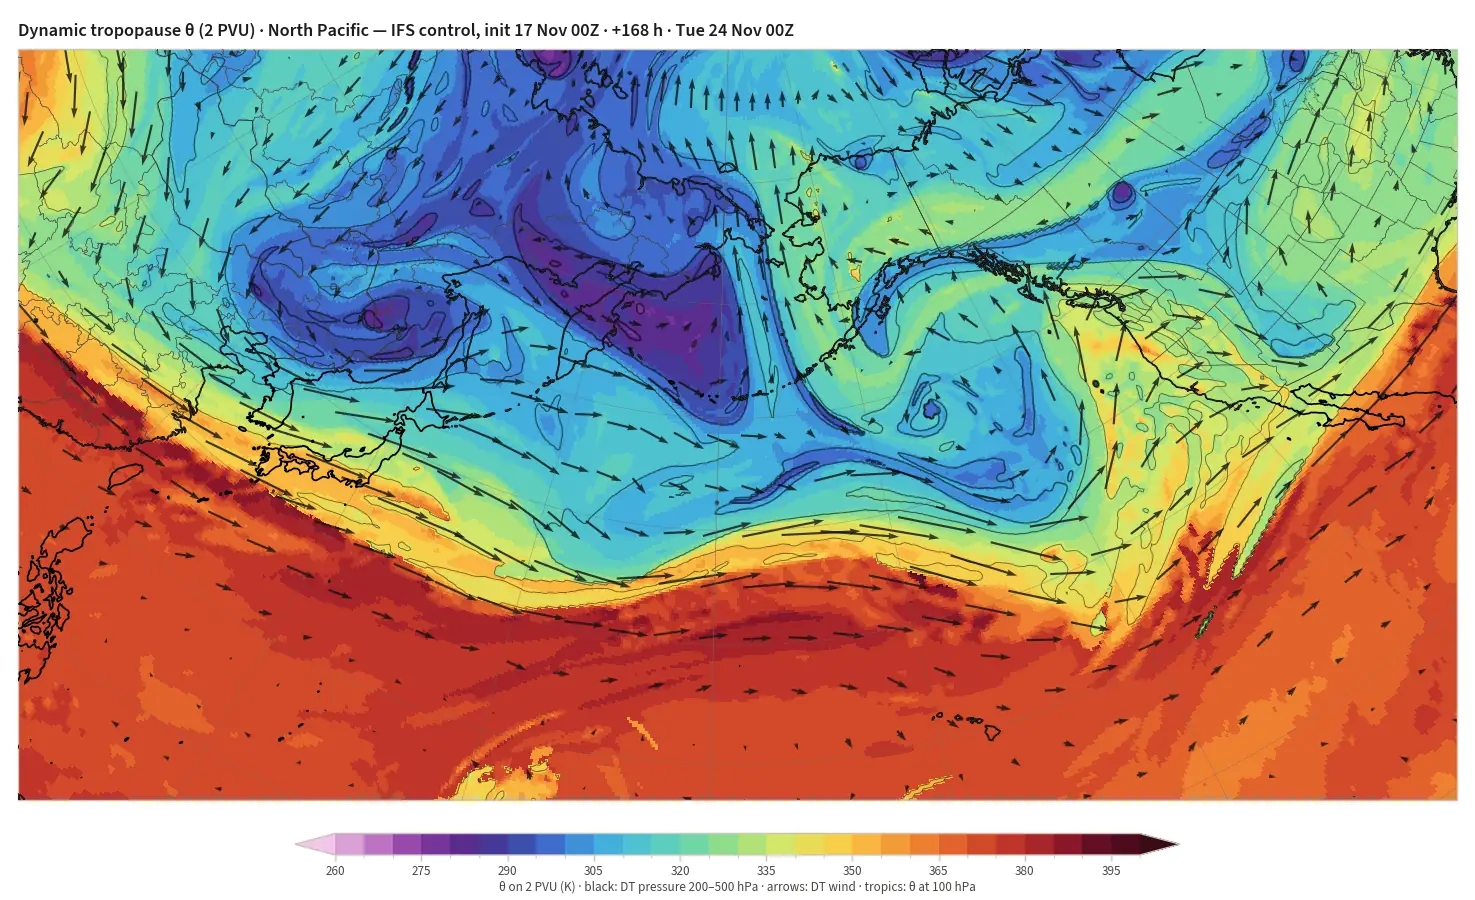 Dynamic tropopause θ (2 PVU) · North Pacific — IFS control, init 17 Nov 00Z · +168 h · Tue 24 Nov 00Z
260 275 290 305 320 335 350 365 380 395
θ on 2 PVU (K) · black: DT pressure 200–500 hPa · arrows: DT wind · tropics: θ at 100 hPa